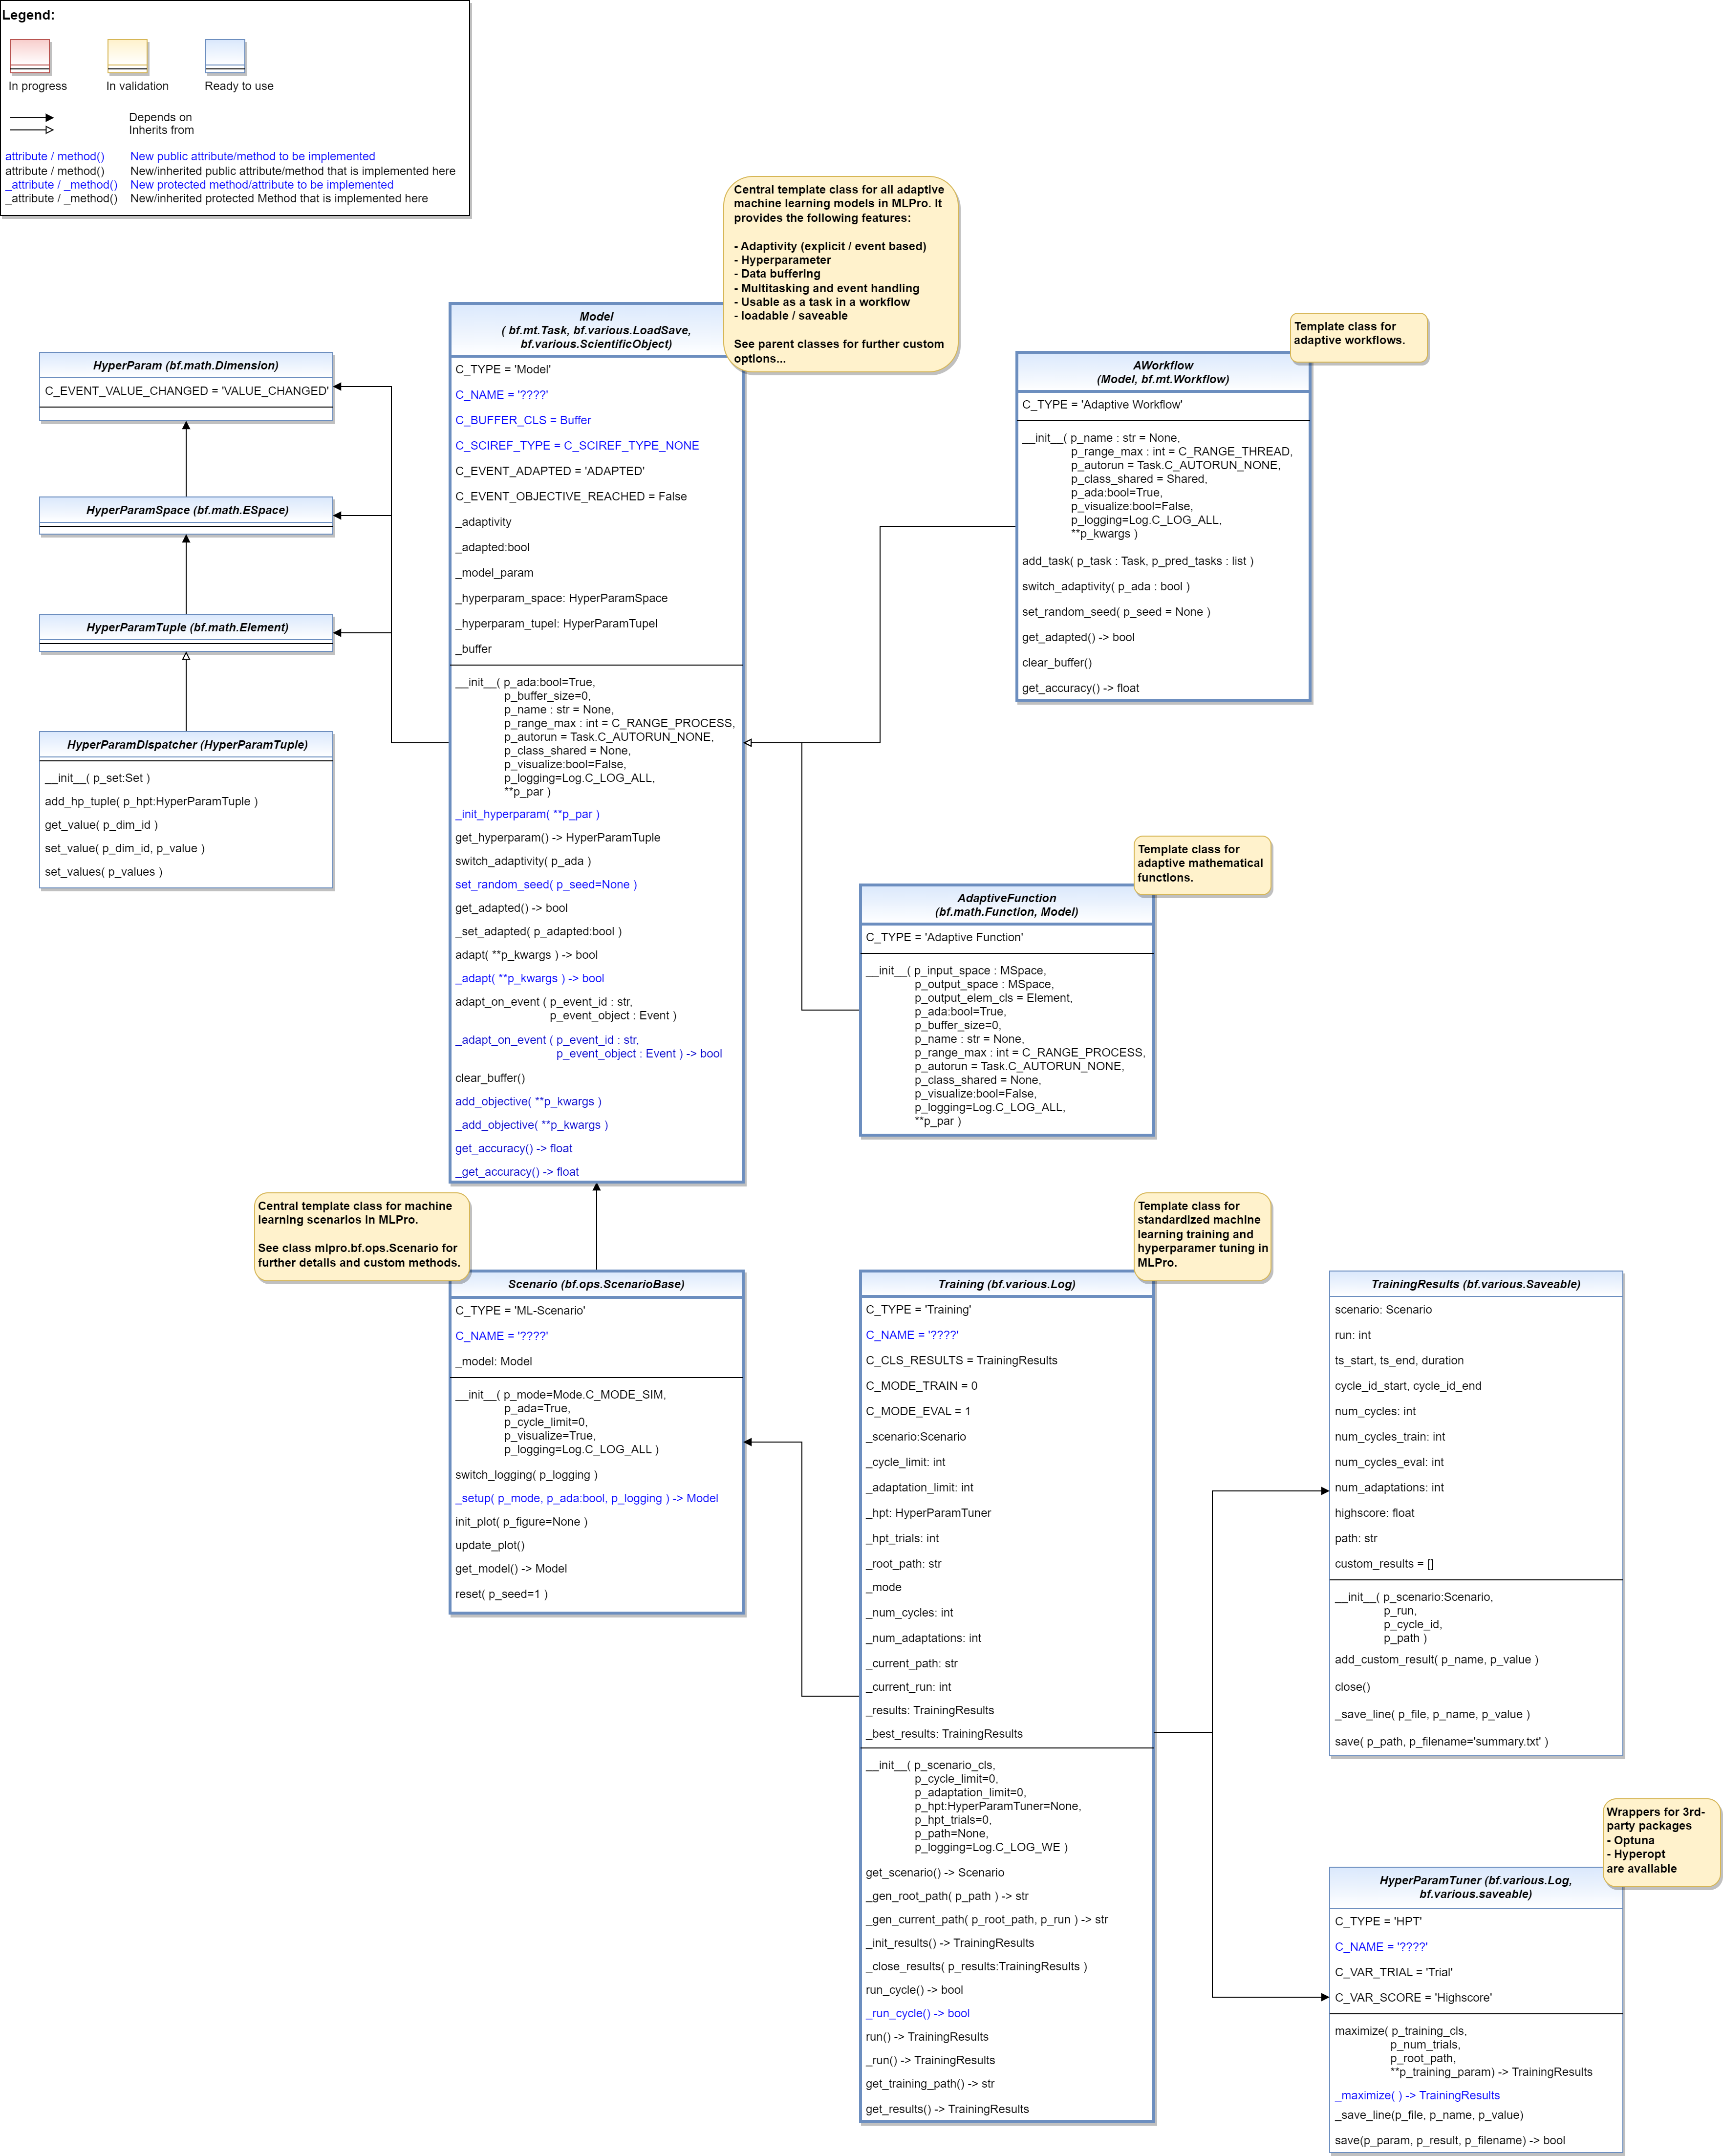 Legend:
In progress
In validation
Ready to use
Depends on
Inherits from
attribute / method()
New public attribute/method to be implemented
attribute / method()
New/inherited public attribute/method that is implemented here
_attribute / _method()
New protected method/attribute to be implemented
_attribute / _method()
New/inherited protected Method that is implemented here
Central template class for all adaptive
machine learning models in MLPro. It
provides the following features:
- Adaptivity (explicit / event based)
- Hyperparameter
- Data buffering
- Multitasking and event handling
- Usable as a task in a workflow
- loadable / saveable
See parent classes for further custom
options...
HyperParam (bf.math.Dimension)
C_EVENT_VALUE_CHANGED = 'VALUE_CHANGED'
HyperParamSpace (bf.math.ESpace)
HyperParamTuple (bf.math.Element)
HyperParamDispatcher (HyperParamTuple)
__init__( p_set:Set )
add_hp_tuple( p_hpt:HyperParamTuple )
get_value( p_dim_id )
set_value( p_dim_id, p_value )
set_values( p_values )
Model
( bf.mt.Task, bf.various.LoadSave,
bf.various.ScientificObject)
C_TYPE = 'Model'
C_NAME = '????'
C_BUFFER_CLS = Buffer
C_SCIREF_TYPE = C_SCIREF_TYPE_NONE
C_EVENT_ADAPTED = 'ADAPTED'
C_EVENT_OBJECTIVE_REACHED = False
_adaptivity
_adapted:bool
_model_param
_hyperparam_space: HyperParamSpace
_hyperparam_tupel: HyperParamTupel
_buffer
__init__( p_ada:bool=True,
p_buffer_size=0,
p_name : str = None,
p_range_max : int = C_RANGE_PROCESS,
p_autorun = Task.C_AUTORUN_NONE,
p_class_shared = None,
p_visualize:bool=False,
p_logging=Log.C_LOG_ALL,
**p_par )
_init_hyperparam( **p_par )
get_hyperparam() -> HyperParamTuple
switch_adaptivity( p_ada )
set_random_seed( p_seed=None )
get_adapted() -> bool
_set_adapted( p_adapted:bool )
adapt( **p_kwargs ) -> bool
_adapt( **p_kwargs ) -> bool
adapt_on_event ( p_event_id : str,
p_event_object : Event )
_adapt_on_event ( p_event_id : str,
p_event_object : Event ) -> bool
clear_buffer()
add_objective( **p_kwargs )
_add_objective( **p_kwargs )
get_accuracy() -> float
_get_accuracy() -> float
Template class for
adaptive workflows.
AWorkflow
(Model, bf.mt.Workflow)
C_TYPE = 'Adaptive Workflow'
__init__( p_name : str = None,
p_range_max : int = C_RANGE_THREAD,
p_autorun = Task.C_AUTORUN_NONE,
p_class_shared = Shared,
p_ada:bool=True,
p_visualize:bool=False,
p_logging=Log.C_LOG_ALL,
**p_kwargs )
add_task( p_task : Task, p_pred_tasks : list )
switch_adaptivity( p_ada : bool )
set_random_seed( p_seed = None )
get_adapted() -> bool
clear_buffer()
get_accuracy() -> float
Template class for
adaptive mathematical
functions.
AdaptiveFunction
(bf.math.Function, Model)
C_TYPE = 'Adaptive Function'
__init__( p_input_space : MSpace,
p_output_space : MSpace,
p_output_elem_cls = Element,
p_ada:bool=True,
p_buffer_size=0,
p_name : str = None,
p_range_max : int = C_RANGE_PROCESS,
p_autorun = Task.C_AUTORUN_NONE,
p_class_shared = None,
p_visualize:bool=False,
p_logging=Log.C_LOG_ALL,
**p_par )
Central template class for machine
learning scenarios in MLPro.
See class mlpro.bf.ops.Scenario for
further details and custom methods.
Scenario (bf.ops.ScenarioBase)
C_TYPE = 'ML-Scenario'
C_NAME = '????'
_model: Model
__init__( p_mode=Mode.C_MODE_SIM,
p_ada=True,
p_cycle_limit=0,
p_visualize=True,
p_logging=Log.C_LOG_ALL )
switch_logging( p_logging )
_setup( p_mode, p_ada:bool, p_logging ) -> Model
init_plot( p_figure=None )
update_plot()
get_model() -> Model
reset( p_seed=1 )
Template class for
standardized machine
learning training and
hyperparamer tuning in
MLPro.
Training (bf.various.Log)
C_TYPE = 'Training'
C_NAME = '????'
C_CLS_RESULTS = TrainingResults
C_MODE_TRAIN = 0
C_MODE_EVAL = 1
_scenario:Scenario
_cycle_limit: int
_adaptation_limit: int
_hpt: HyperParamTuner
_hpt_trials: int
_root_path: str
_mode
_num_cycles: int
_num_adaptations: int
_current_path: str
_current_run: int
_results: TrainingResults
_best_results: TrainingResults
__init__( p_scenario_cls,
p_cycle_limit=0,
p_adaptation_limit=0,
p_hpt:HyperParamTuner=None,
p_hpt_trials=0,
p_path=None,
p_logging=Log.C_LOG_WE )
get_scenario() -> Scenario
_gen_root_path( p_path ) -> str
_gen_current_path( p_root_path, p_run ) -> str
_init_results() -> TrainingResults
_close_results( p_results:TrainingResults )
run_cycle() -> bool
_run_cycle() -> bool
run() -> TrainingResults
_run() -> TrainingResults
get_training_path() -> str
get_results() -> TrainingResults
TrainingResults (bf.various.Saveable)
scenario: Scenario
run: int
ts_start, ts_end, duration
cycle_id_start, cycle_id_end
num_cycles: int
num_cycles_train: int
num_cycles_eval: int
num_adaptations: int
highscore: float
path: str
custom_results = []
__init__( p_scenario:Scenario,
p_run,
p_cycle_id,
p_path )
add_custom_result( p_name, p_value )
close()
_save_line( p_file, p_name, p_value )
save( p_path, p_filename='summary.txt' )
Wrappers for 3rd-
party packages
- Optuna
- Hyperopt
are available
HyperParamTuner (bf.various.Log,
bf.various.saveable)
C_TYPE = 'HPT'
C_NAME = '????'
C_VAR_TRIAL = 'Trial'
C_VAR_SCORE = 'Highscore'
maximize( p_training_cls,
p_num_trials,
p_root_path,
**p_training_param) -> TrainingResults
_maximize( ) -> TrainingResults
_save_line(p_file, p_name, p_value)
save(p_param, p_result, p_filename) -> bool